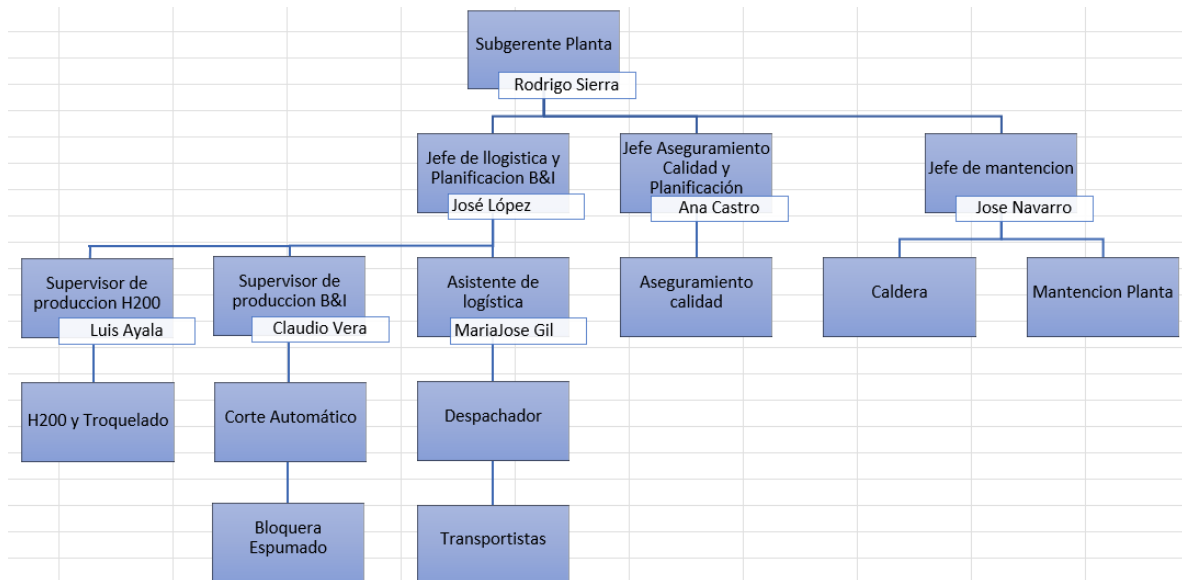 Subgerente Planta
Rodrigo Sierra
Jefe de llogistica y
Planificacion B&I
José López
Jefe Aseguramiento
Calidad y
Planificación
Ana Castro
Jefe de mantencion
Jose Navarro
Supervisor de
produccion H200
Luis Ayala
Supervisor de
produccion B&I
Claudio Vera
Asistente de
logística
MariaJose Gil
Aseguramiento
calidad
Caldera
Mantencion Planta
H200 y Troquelado
Corte Automático
Despachador
Bloquera
Espumado
Transportistas